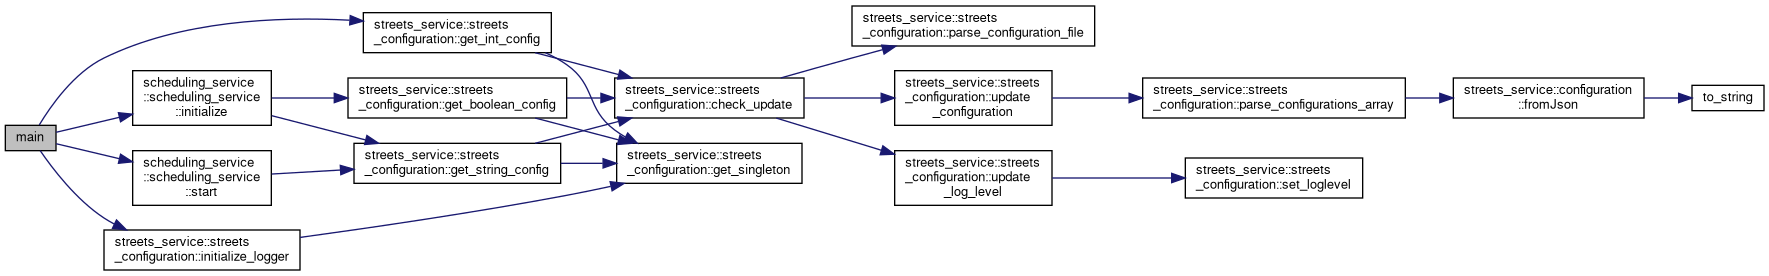 main
streets_service::streets
_configuration::get_int_config
scheduling_service
::scheduling_service
::initialize
scheduling_service
::scheduling_service
::start
streets_service::streets
_configuration::initialize_logger
streets_service::streets
_configuration::get_boolean_config
streets_service::streets
_configuration::get_string_config
streets_service::streets
_configuration::check_update
streets_service::streets
_configuration::get_singleton
streets_service::streets
_configuration::parse_configuration_file
streets_service::streets
_configuration::update
_configuration
streets_service::streets
_configuration::update
_log_level
streets_service::streets
_configuration::parse_configurations_array
streets_service::streets
_configuration::set_loglevel
streets_service::configuration
::fromJson
to_string